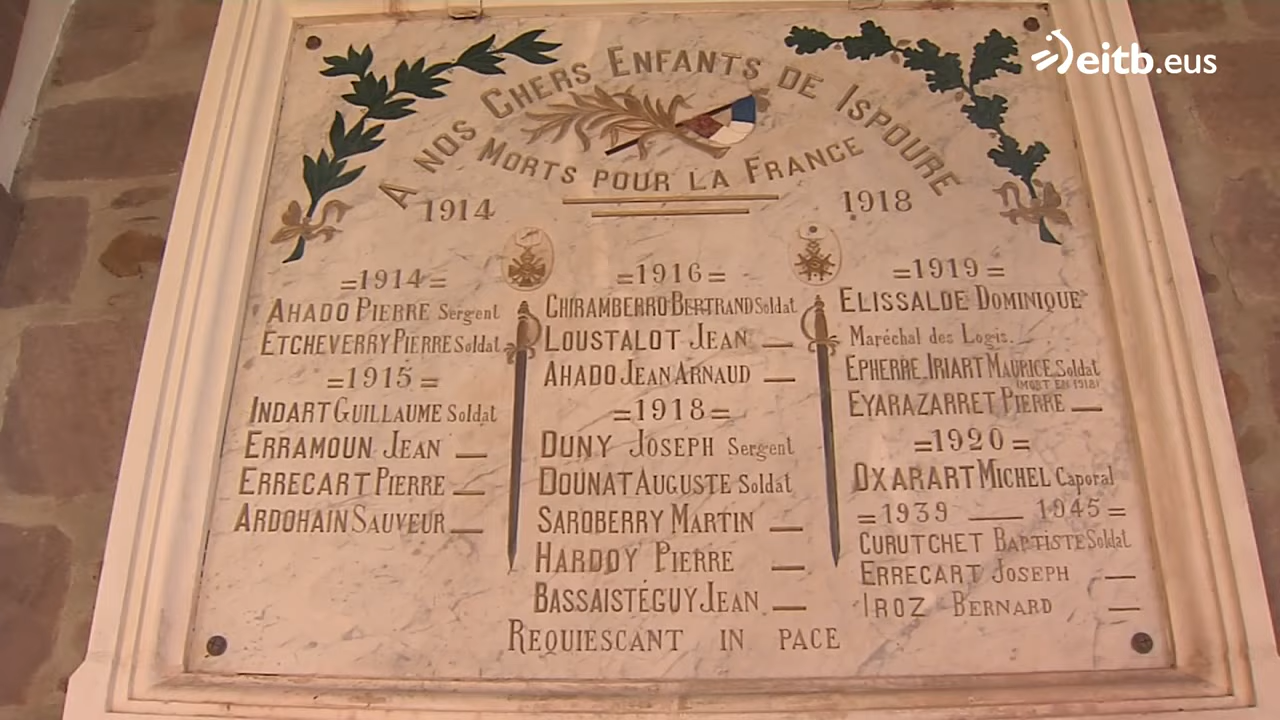 eitb.eus
A NOS CHERS ENFANTS DE ISPOURE
MORTS POUR LA FRANCE
1914 1918
=1914=
AHADO PIERRE Sergent
ETCHEVERRY PIERRE Soldat
=1915=
INDART GUILLAUME Soldat
ERRAMOUN JEAN —
ERRECART PIERRE —
ARDOHAIN SAUVEUR —
=1916=
CHIRAMBERRO BERTRAND Soldat
LOUSTALOT JEAN —
AHADO JEAN ARNAUD —
=1918=
DUNY JOSEPH Sergent
DOUNAT AUGUSTE Soldat
SAROBERRY MARTIN —
HARDOY PIERRE —
BASSAISTÉGUY JEAN —
=1919=
ELISSALDE DOMINIQUE
Maréchal des Logis.
EPHERRE IRIART MAURICE Soldat
(MORT EN 1918)
EYARAZARRET PIERRE —
=1920=
OXARART MICHEL Caporal
=1939 — 1945=
CURUTCHET BAPTISTE Soldat
ERRECART JOSEPH —
IROZ BERNARD —
REQUIESCANT IN PACE